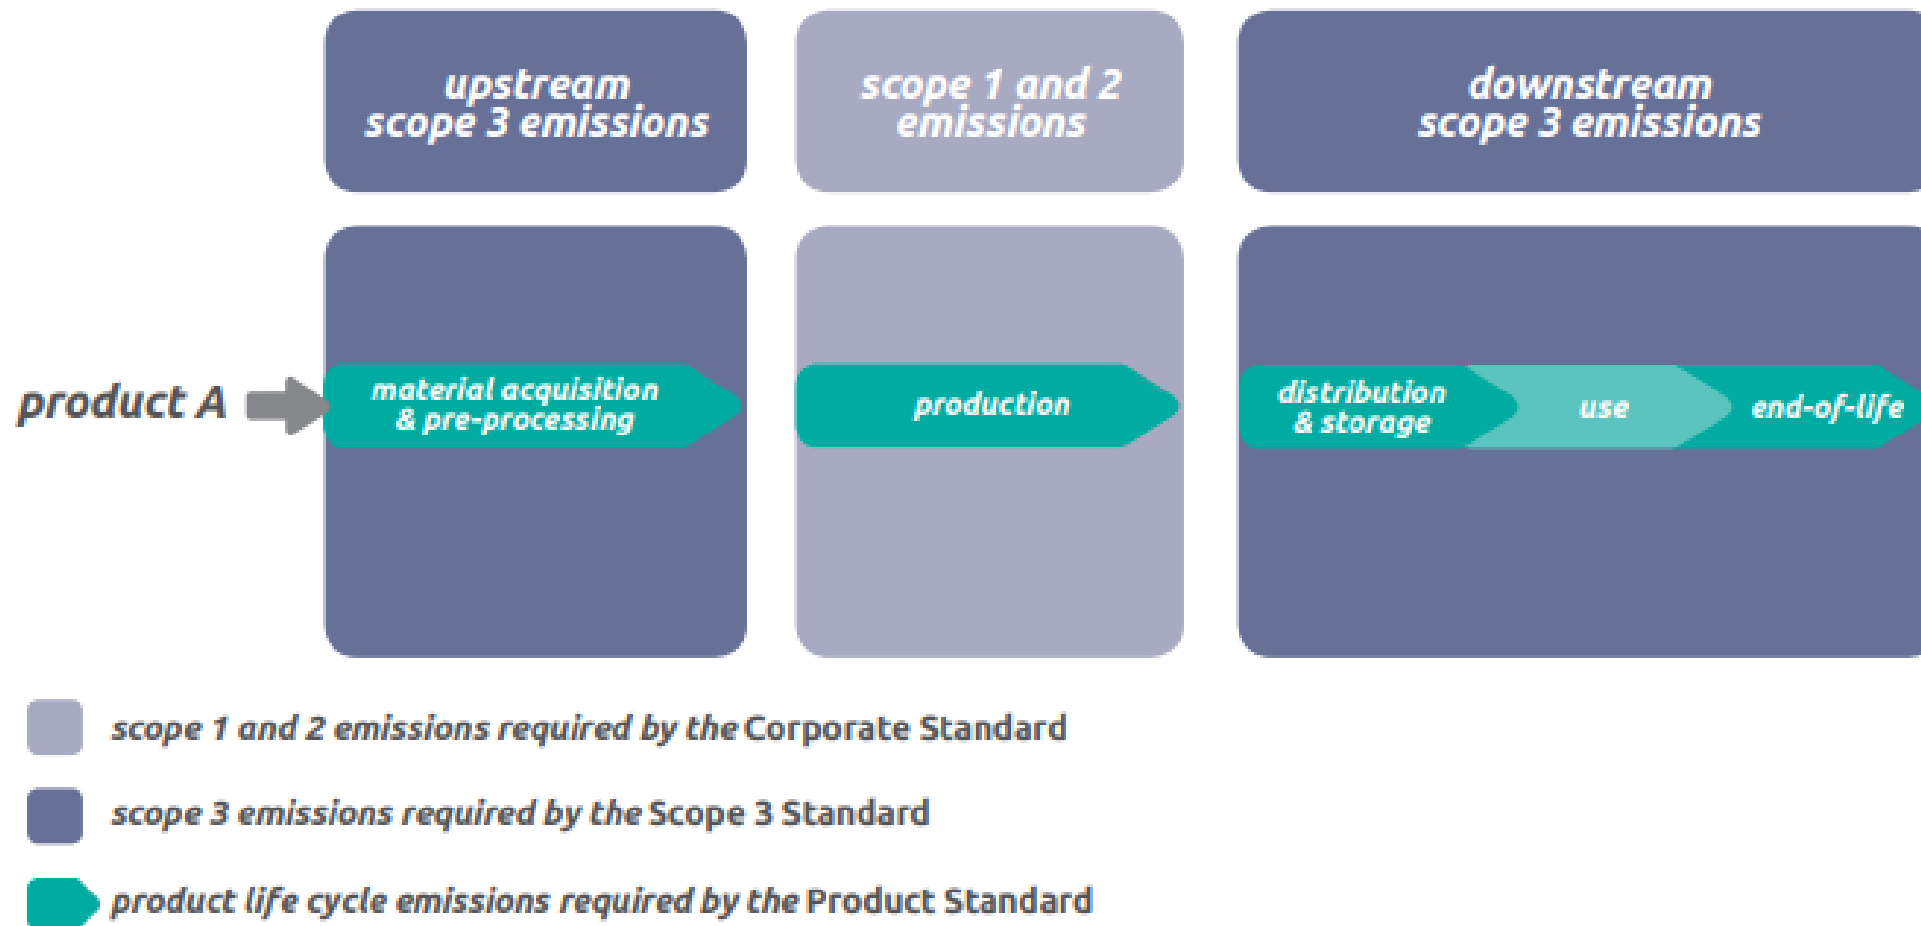 upstream
scope 3 emissions
scope 1 and 2
emissions
downstream
scope 3 emissions
product A
material acquisition
& pre-processing
production
distribution
& storage
use
end-of-life
scope 1 and 2 emissions required by the Corporate Standard
scope 3 emissions required by the Scope 3 Standard
product life cycle emissions required by the Product Standard